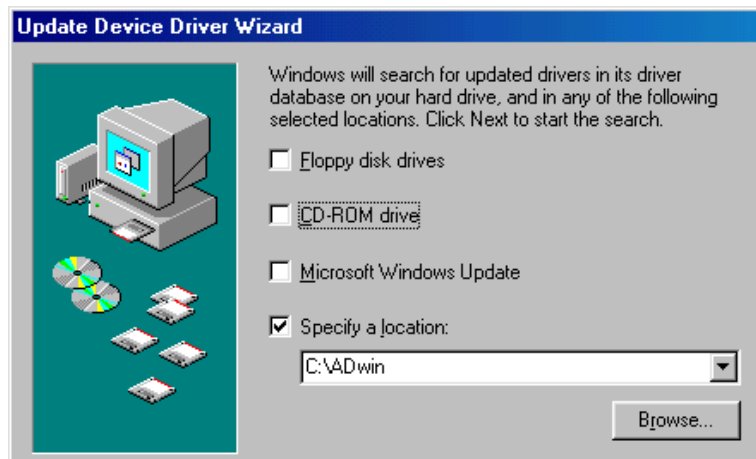 Update Device Driver Wizard
Windows will search for updated drivers in its driver
database on your hard drive, and in any of the following
selected locations. Click Next to start the search.
Floppy disk drives
CD-ROM drive
Microsoft Windows Update
Specify a location:
C:\ADwin
Browse...